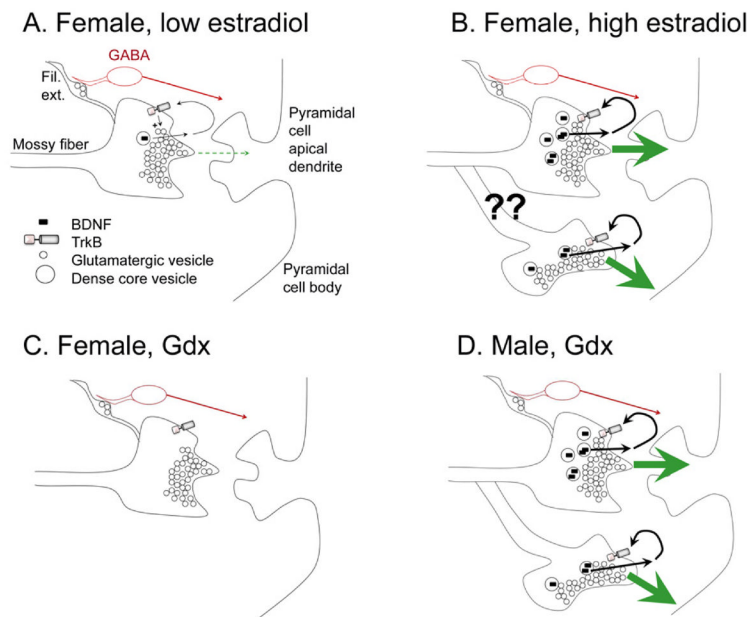 A. Female, low estradiol
GABA
Fil.
ext.
Mossy fiber
Pyramidal
cell
apical
dendrite
BDNF
TrkB
Glutamatergic vesicle
Dense core vesicle
Pyramidal
cell body
B. Female, high estradiol
??
C. Female, Gdx
D. Male, Gdx